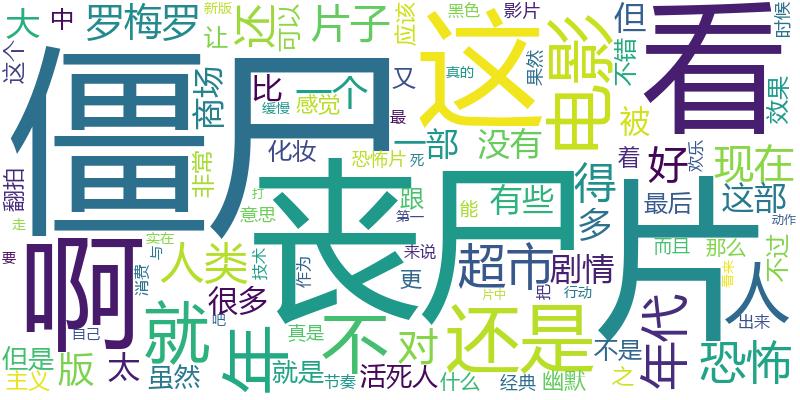 大 中 罗梅罗 新版 让 还 可以 片子 应该 黑色 影片 但 看 时候
这个 僵尸 这 电影 不错 真的 果然 效果
商场 比 一个 又
缓慢 感觉 最 被
翻拍 非常 化妆 恐怖片 死 一部 没有 着 好 欢乐 现在
啊 丧尸片 得 多 有些 跟 意思 打 能 第一 这部 最后 动作
走 实在 与 人类 技术 来说 超市 剧情 而且 那么 不过
要 消费 很多 作为 更 把 行动 片中 看来 人
自己 就 年 吧 不 对 还是 年代 出来
但是 版 太 真是 不是 恐怖
主义 虽然 就是 节奏 活死人 什么 经典 幽默 之